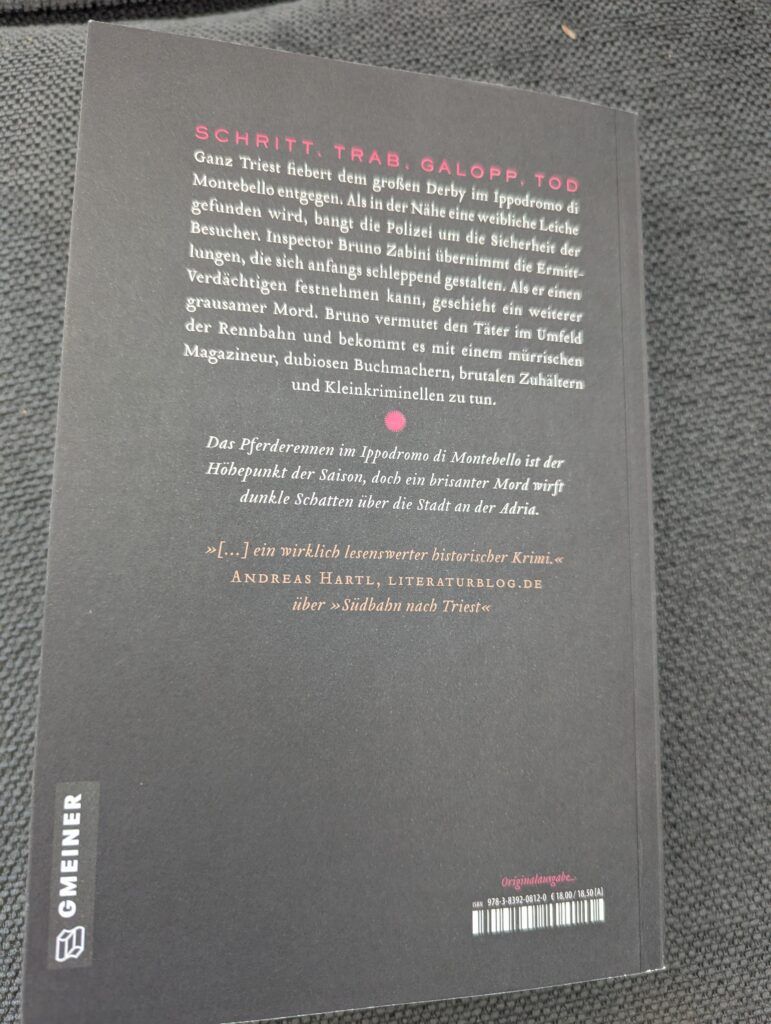 SCHRITT, TRAB, GALOPP, TOD
Ganz Triest fiebert dem großen Derby im Ippodromo di
Montebello entgegen. Als in der Nähe eine weibliche Leiche
gefunden wird, bangt die Polizei um die Sicherheit der
Besucher. Inspector Bruno Zabini übernimmt die Ermitt-
lungen, die sich anfangs schleppend gestalten. Als er einen
Verdächtigen festnehmen kann, geschieht ein weiterer
grausamer Mord. Bruno vermutet den Täter im Umfeld
der Rennbahn und bekommt es mit einem mürrischen
Magazineur, dubiosen Buchmachern, brutalen Zuhältern
und Kleinkriminellen zu tun.
Das Pferderennen im Ippodromo di Montebello ist der
Höhepunkt der Saison, doch ein brisanter Mord wirft
dunkle Schatten über die Stadt an der Adria.
»[…] ein wirklich lesenswerter historischer Krimi.«
ANDREAS HARTL, LITERATURBLOG.DE
über »Südbahn nach Triest«
GMEINER
Originalausgabe
ISBN 978-3-8392-0812-0 € 18,00 / 18,50 [A]